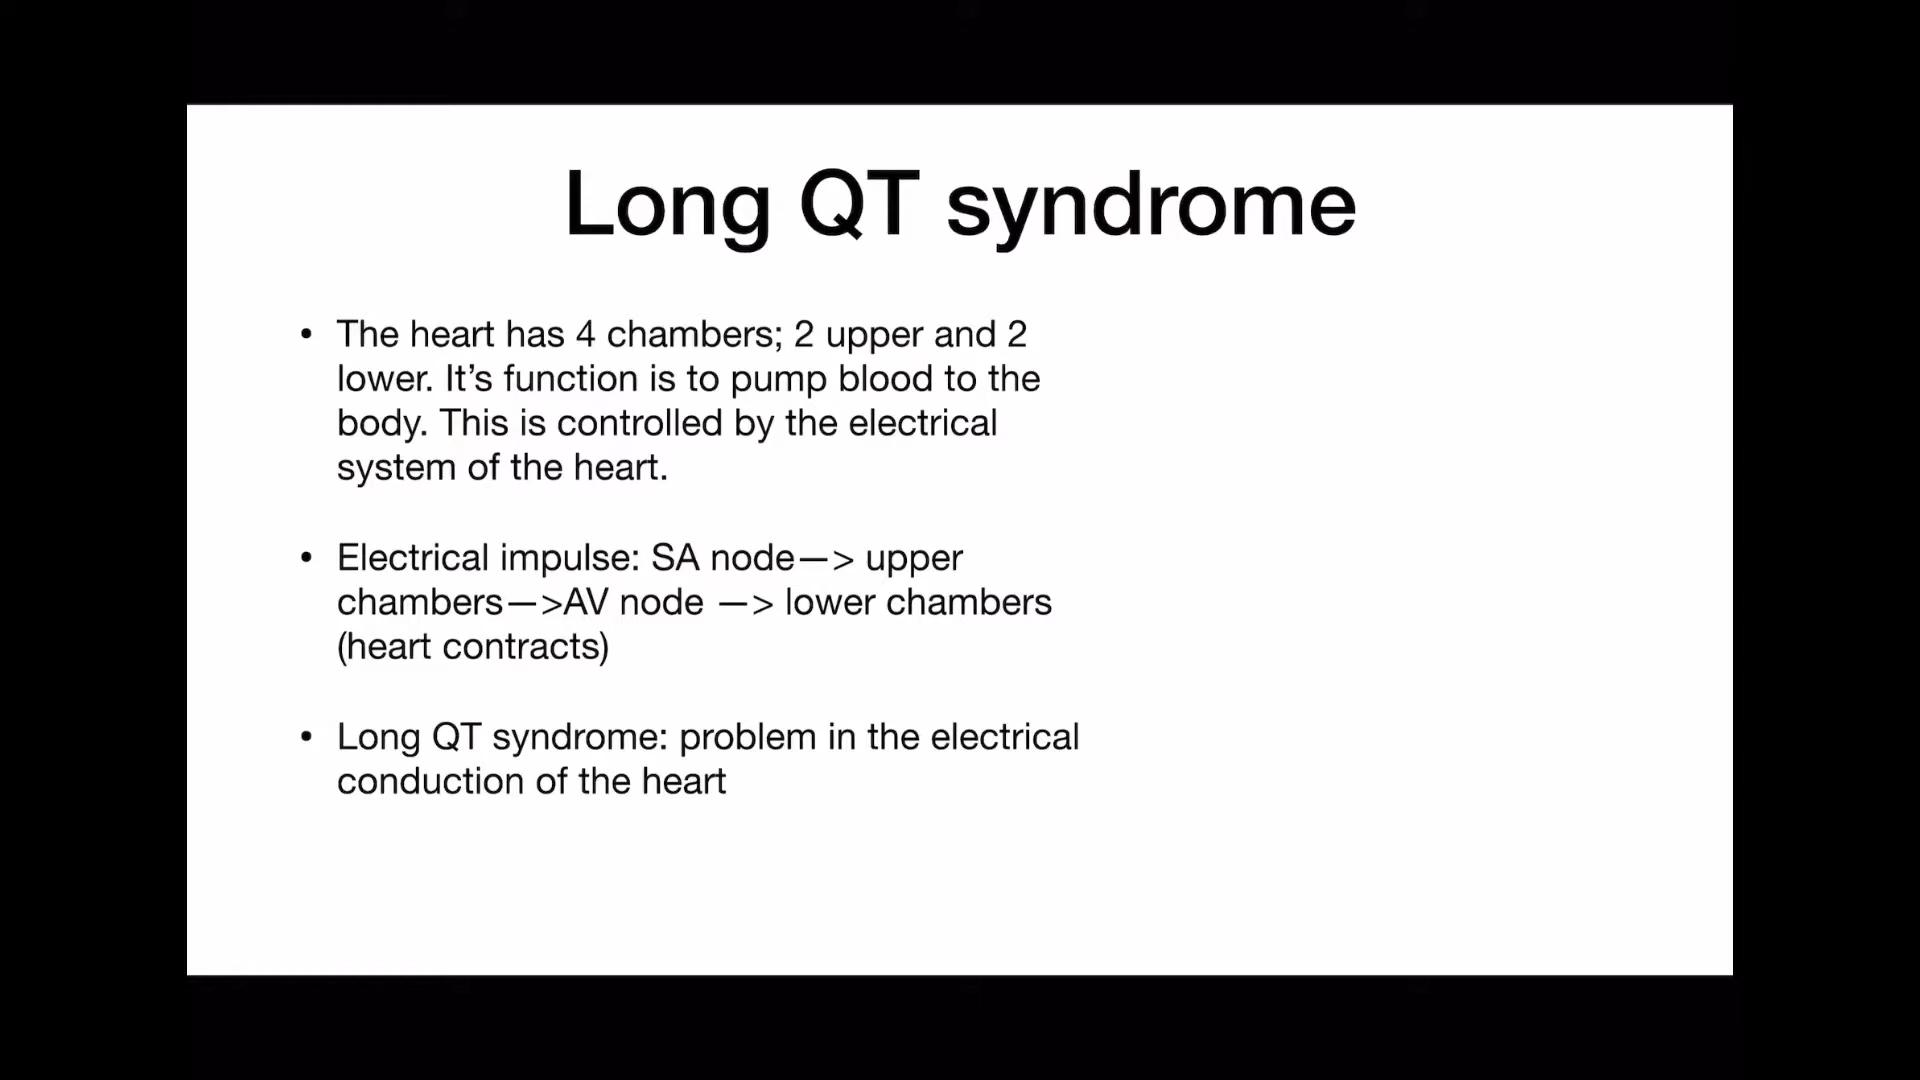 Long QT syndrome
• The heart has 4 chambers; 2 upper and 2
lower. It’s function is to pump blood to the
body. This is controlled by the electrical
system of the heart.
• Electrical impulse: SA node—> upper
chambers—>AV node —> lower chambers
(heart contracts)
• Long QT syndrome: problem in the electrical
conduction of the heart